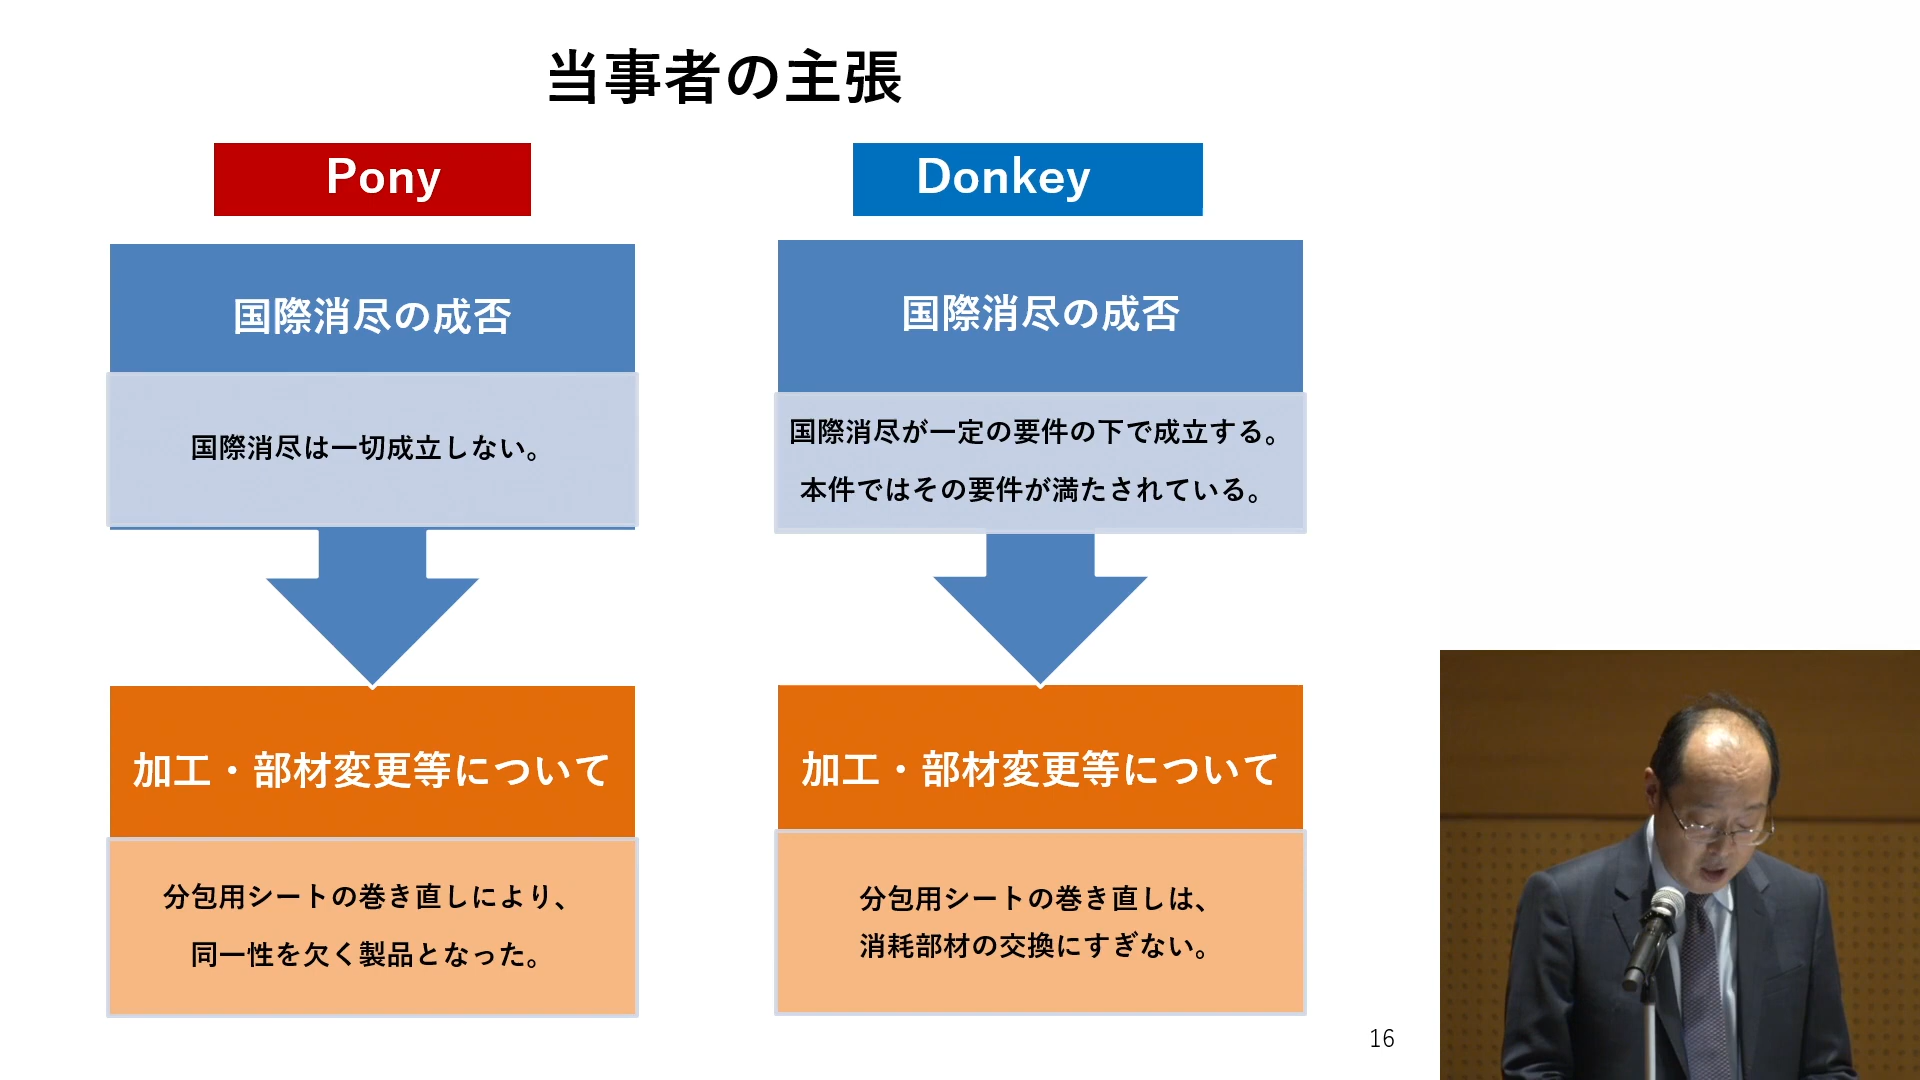 当事者の主張
Pony
国際消尽の成否
国際消尽は一切成立しない。
加工・部材変更等について
分包用シートの巻き直しにより、
同一性を欠く製品となった。
Donkey
国際消尽の成否
国際消尽が一定の要件の下で成立する。
本件ではその要件が満たされている。
加工・部材変更等について
分包用シートの巻き直しは、
消耗部材の交換にすぎない。
16